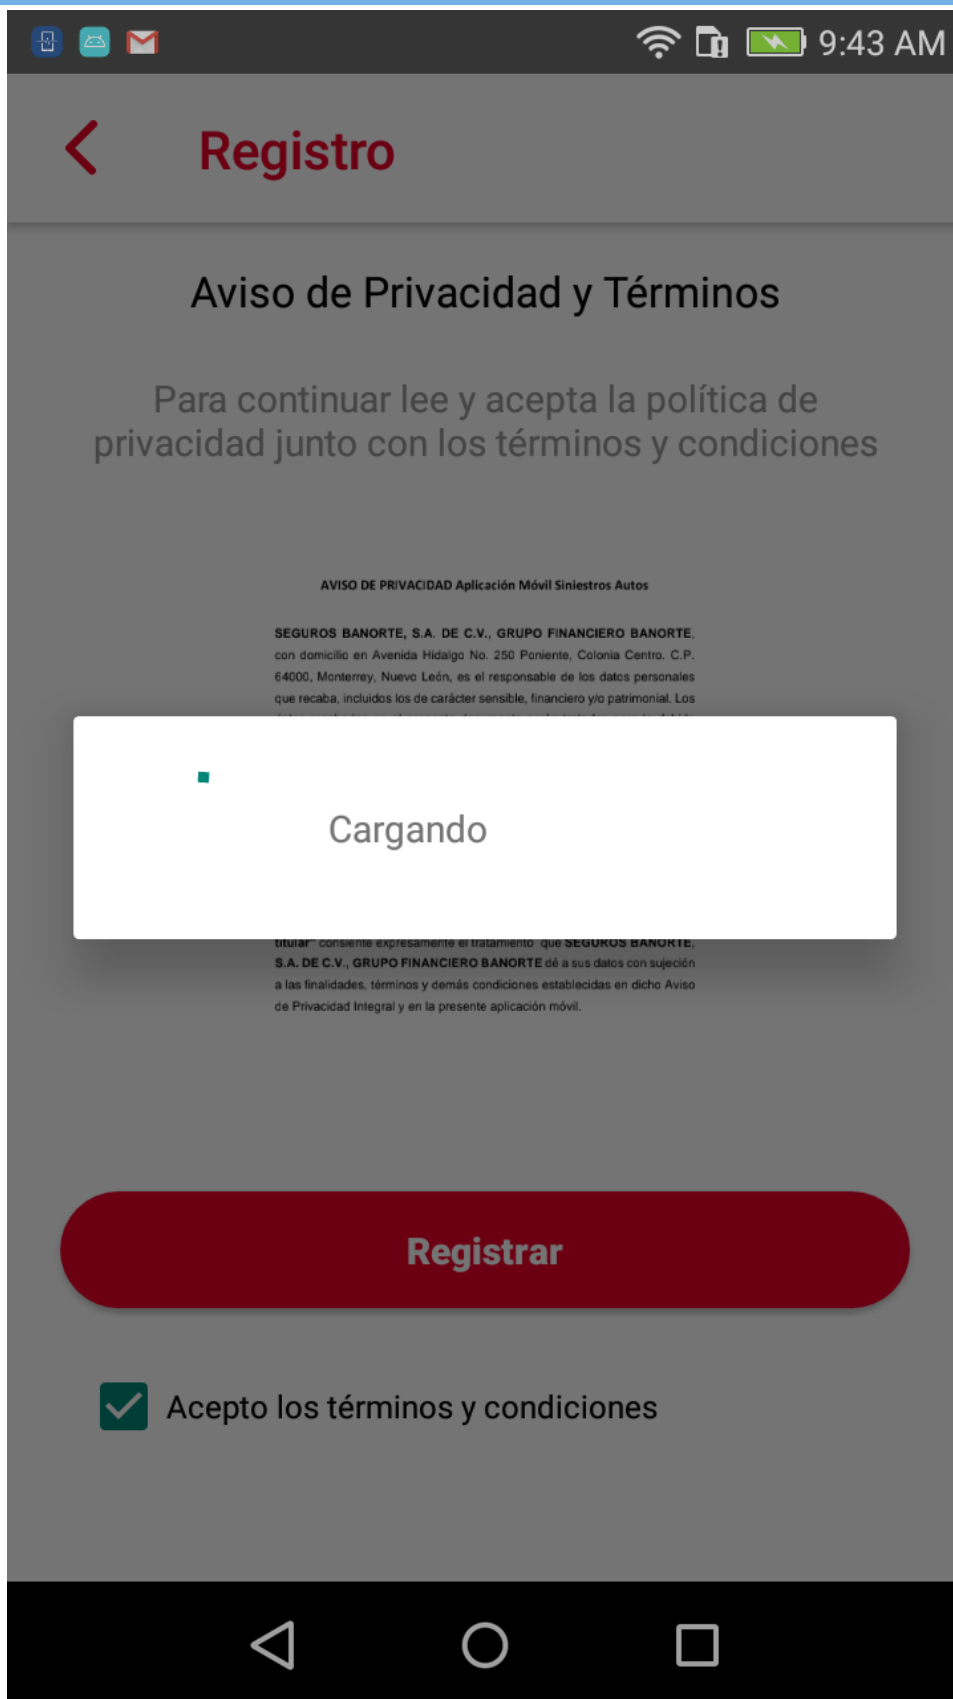 9:43 AM
Registro
Aviso de Privacidad y Términos
Para continuar lee y acepta la política de
privacidad junto con los términos y condiciones
AVISO DE PRIVACIDAD Aplicación Móvil Siniestros Autos
SEGUROS BANORTE, S.A. DE C.V., GRUPO FINANCIERO BANORTE,
con domicilio en Avenida Hidalgo No. 250 Poniente, Colonia Centro. C.P.
64000, Monterrey, Nuevo León, es el responsable de los datos personales
que recaba, incluidos los de carácter sensible, financiero y/o patrimonial. Los
Cargando
titular" consiente expresamente el tratamiento que SEGUROS BANORTE,
S.A. DE C.V., GRUPO FINANCIERO BANORTE dé a sus datos con sujeción
a las finalidades, términos y demás condiciones establecidas en dicho Aviso
de Privacidad Integral y en la presente aplicación móvil.
Registrar
Acepto los términos y condiciones